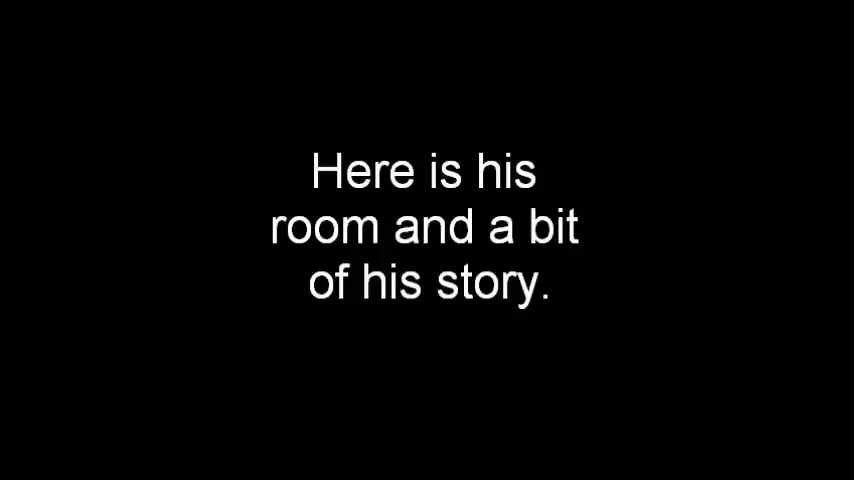 Here is his
room and a bit
of his story.